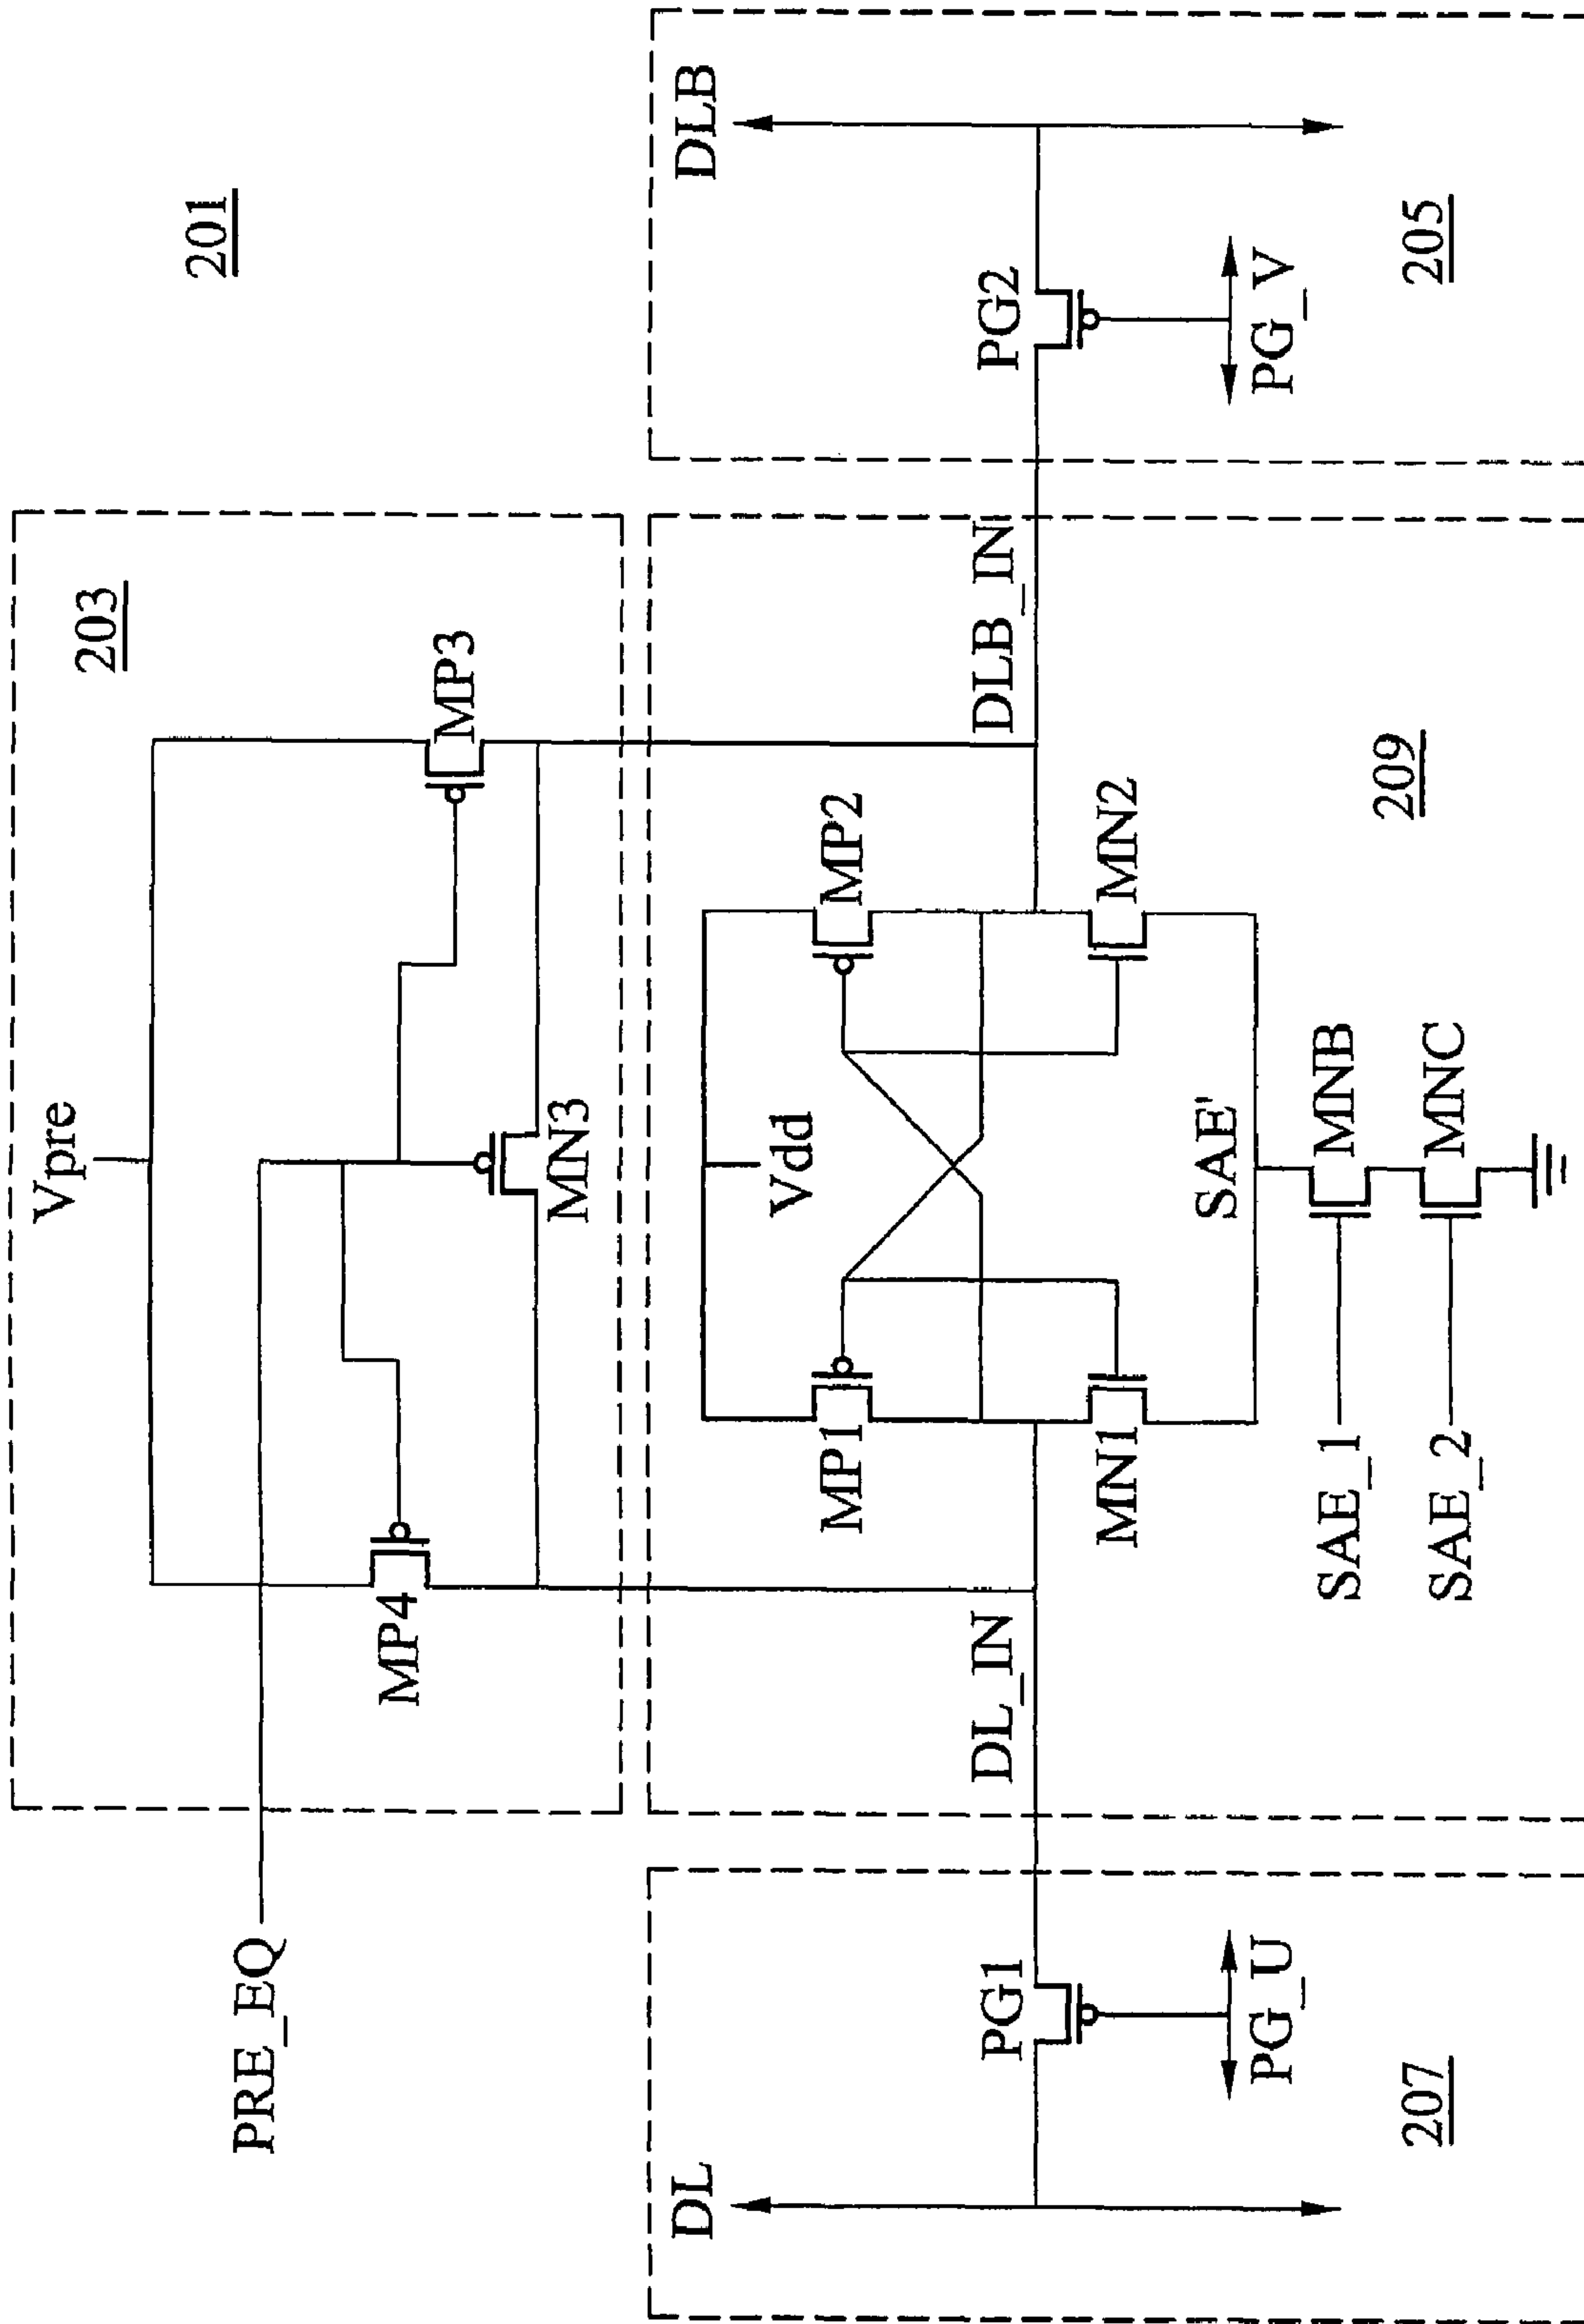 Vpre
201
203
PRE_EQ
MP4
MP3
MN3
DL
DLB
Vdd
MP1
MP2
DL_IN
DLB_IN
PG1
PG2
MN1
MN2
SAE'
PG_U
PG_V
SAE_1
MNB
209
207
205
SAE_2
MNC